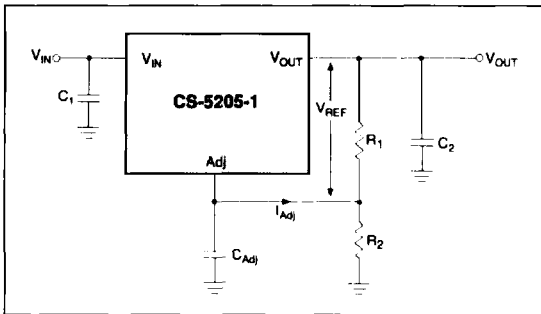 V_IN
V_IN
V_OUT
V_OUT
C_1
CS-5205-1
V_REF
R_1
C_2
Adj
I_Adj
C_Adj
R_2